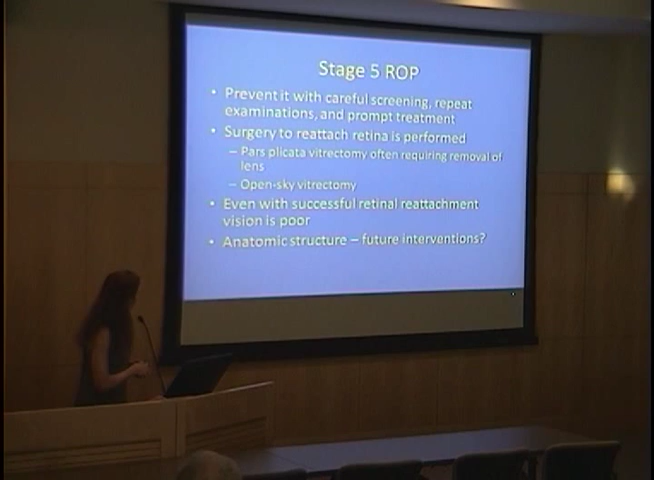 Stage 5 ROP
• Prevent it with careful screening, repeat
examinations, and prompt treatment
• Surgery to reattach retina is performed
– Pars plicata vitrectomy often requiring removal of
lens
– Open-sky vitrectomy
• Even with successful retinal reattachment
vision is poor
• Anatomic structure – future interventions?